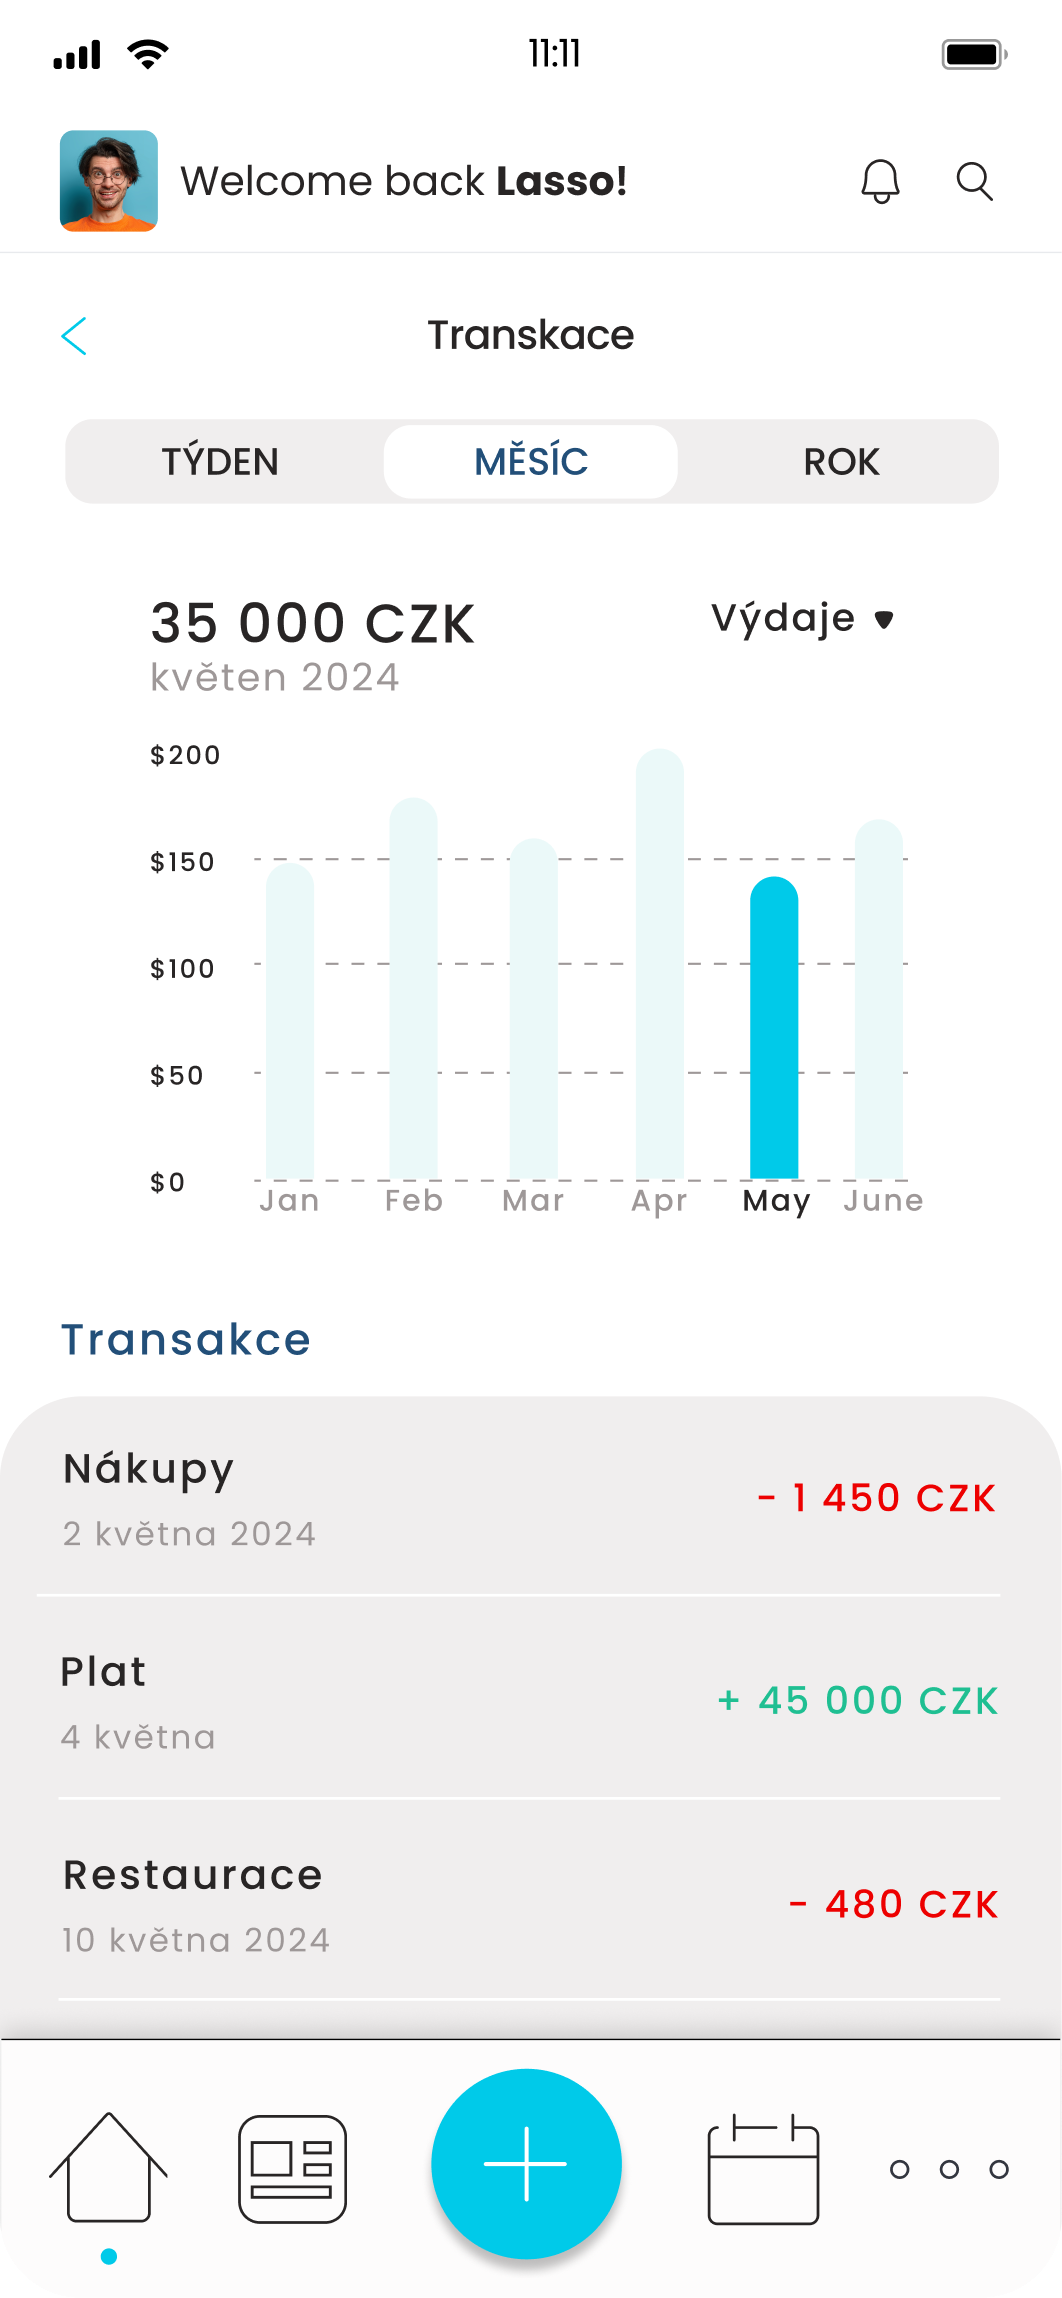 11:11
Welcome back Lasso!
Transkace
TÝDEN MĚSÍC ROK
35 000 CZK Výdaje
květen 2024
$200
$150
$100
$50
$0
Jan Feb Mar Apr May June
Transakce
Nákupy
- 1 450 CZK
2 května 2024
Plat
+ 45 000 CZK
4 května
Restaurace
- 480 CZK
10 května 2024